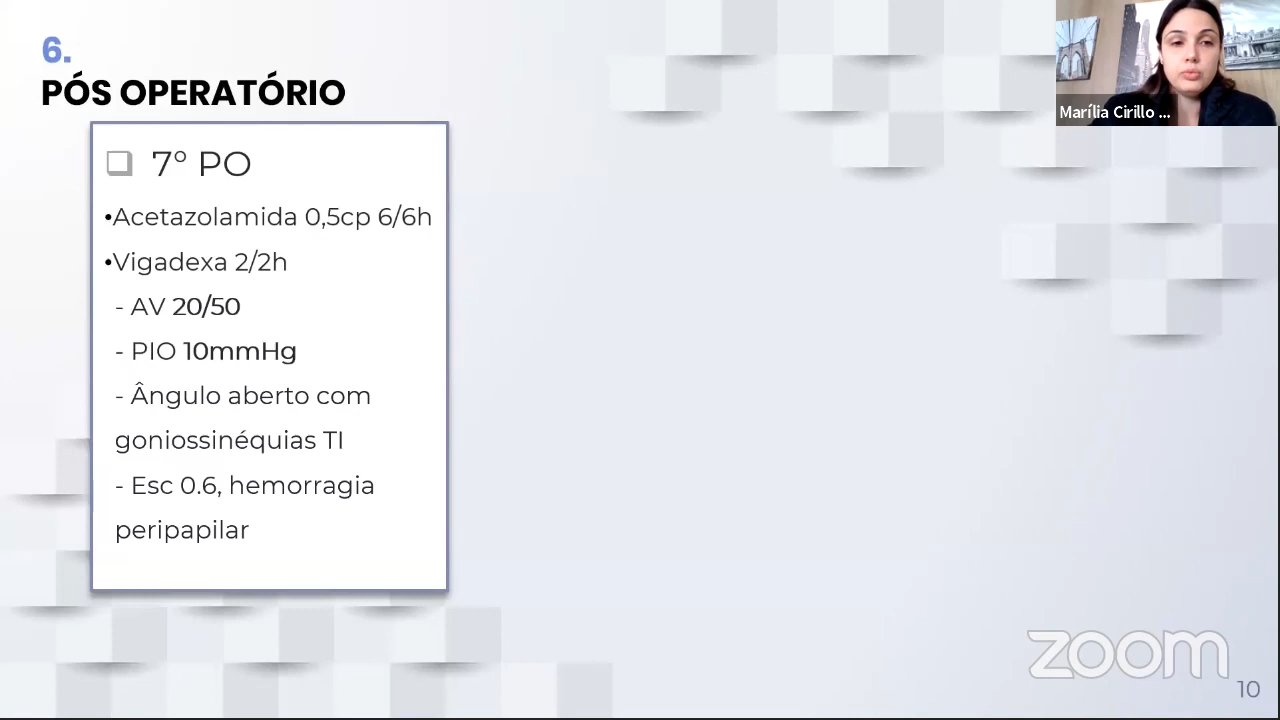 6.
PÓS OPERATÓRIO
Marília Cirillo ...
7º PO
•Acetazolamida 0,5cp 6/6h
•Vigadexa 2/2h
- AV 20/50
- PIO 10mmHg
- Ângulo aberto com
goniossinéquias TI
- Esc 0.6, hemorragia
peripapilar
zoom
10